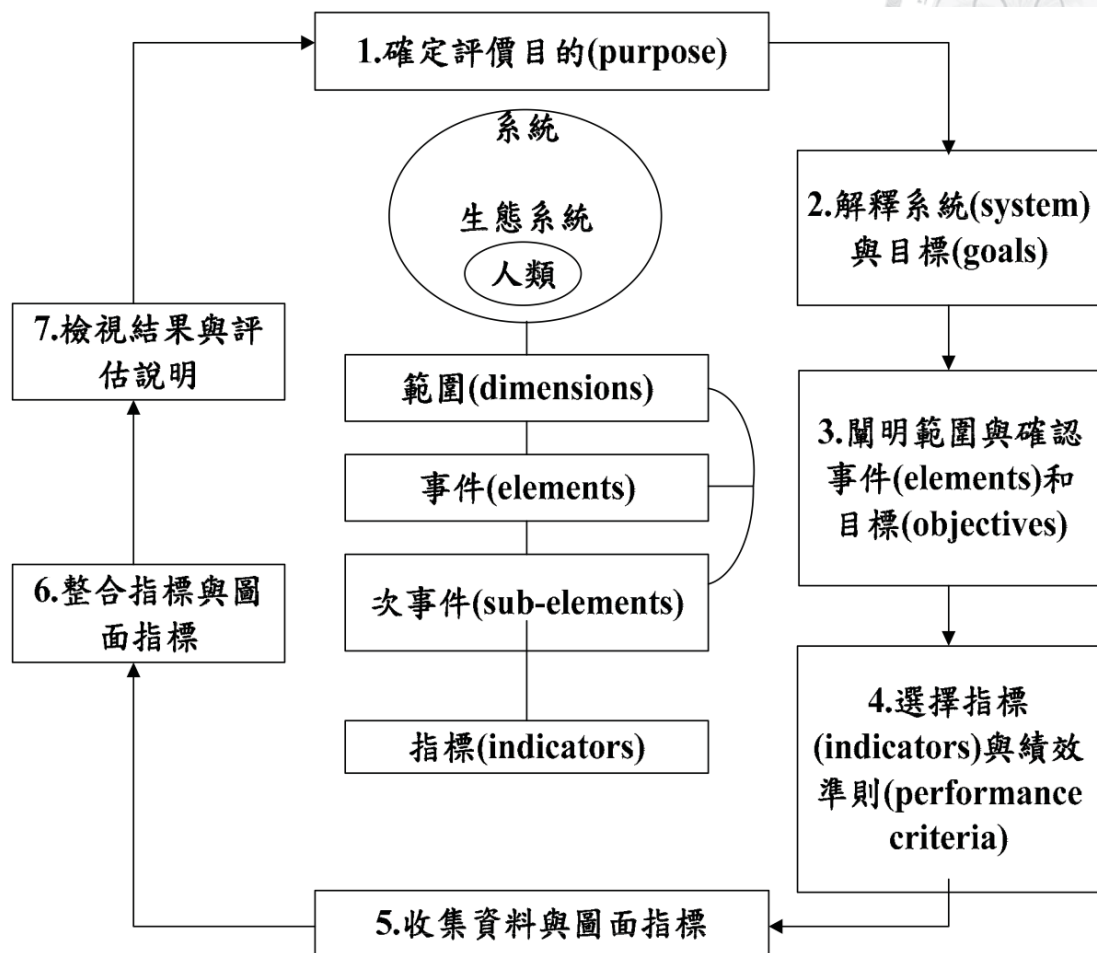 1.確定評價目的(purpose)
系統
生態系統
人類
範圍(dimensions)
事件(elements)
次事件(sub-elements)
指標(indicators)
2.解釋系統(system)
與目標(goals)
3.闡明範圍與確認
事件(elements)和
目標(objectives)
4.選擇指標
(indicators)與績效
準則(performance
criteria)
5.收集資料與圖面指標
6.整合指標與圖
面指標
7.檢視結果與評
估說明